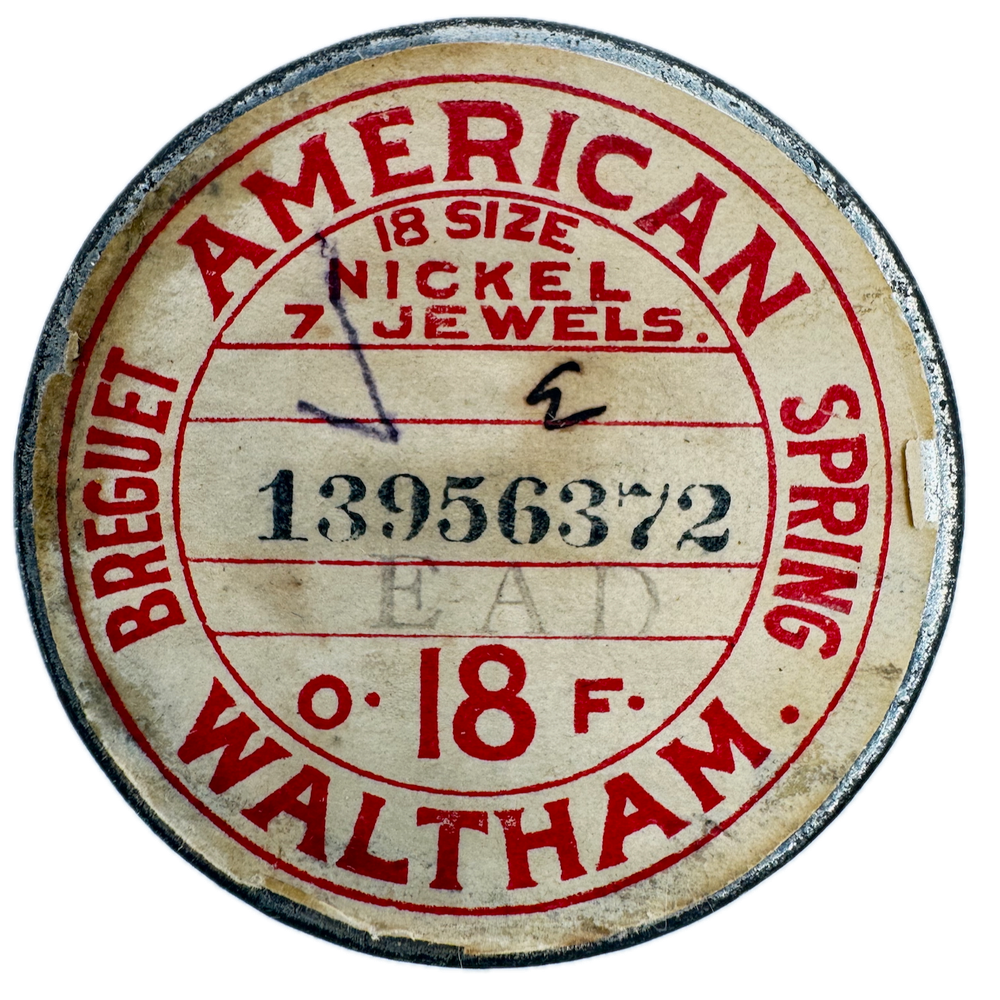 AMERICAN
18 SIZE
NICKEL
7 JEWELS.
BREGUET
SPRING
13956372
EAD
O. 18 F.
WALTHAM.